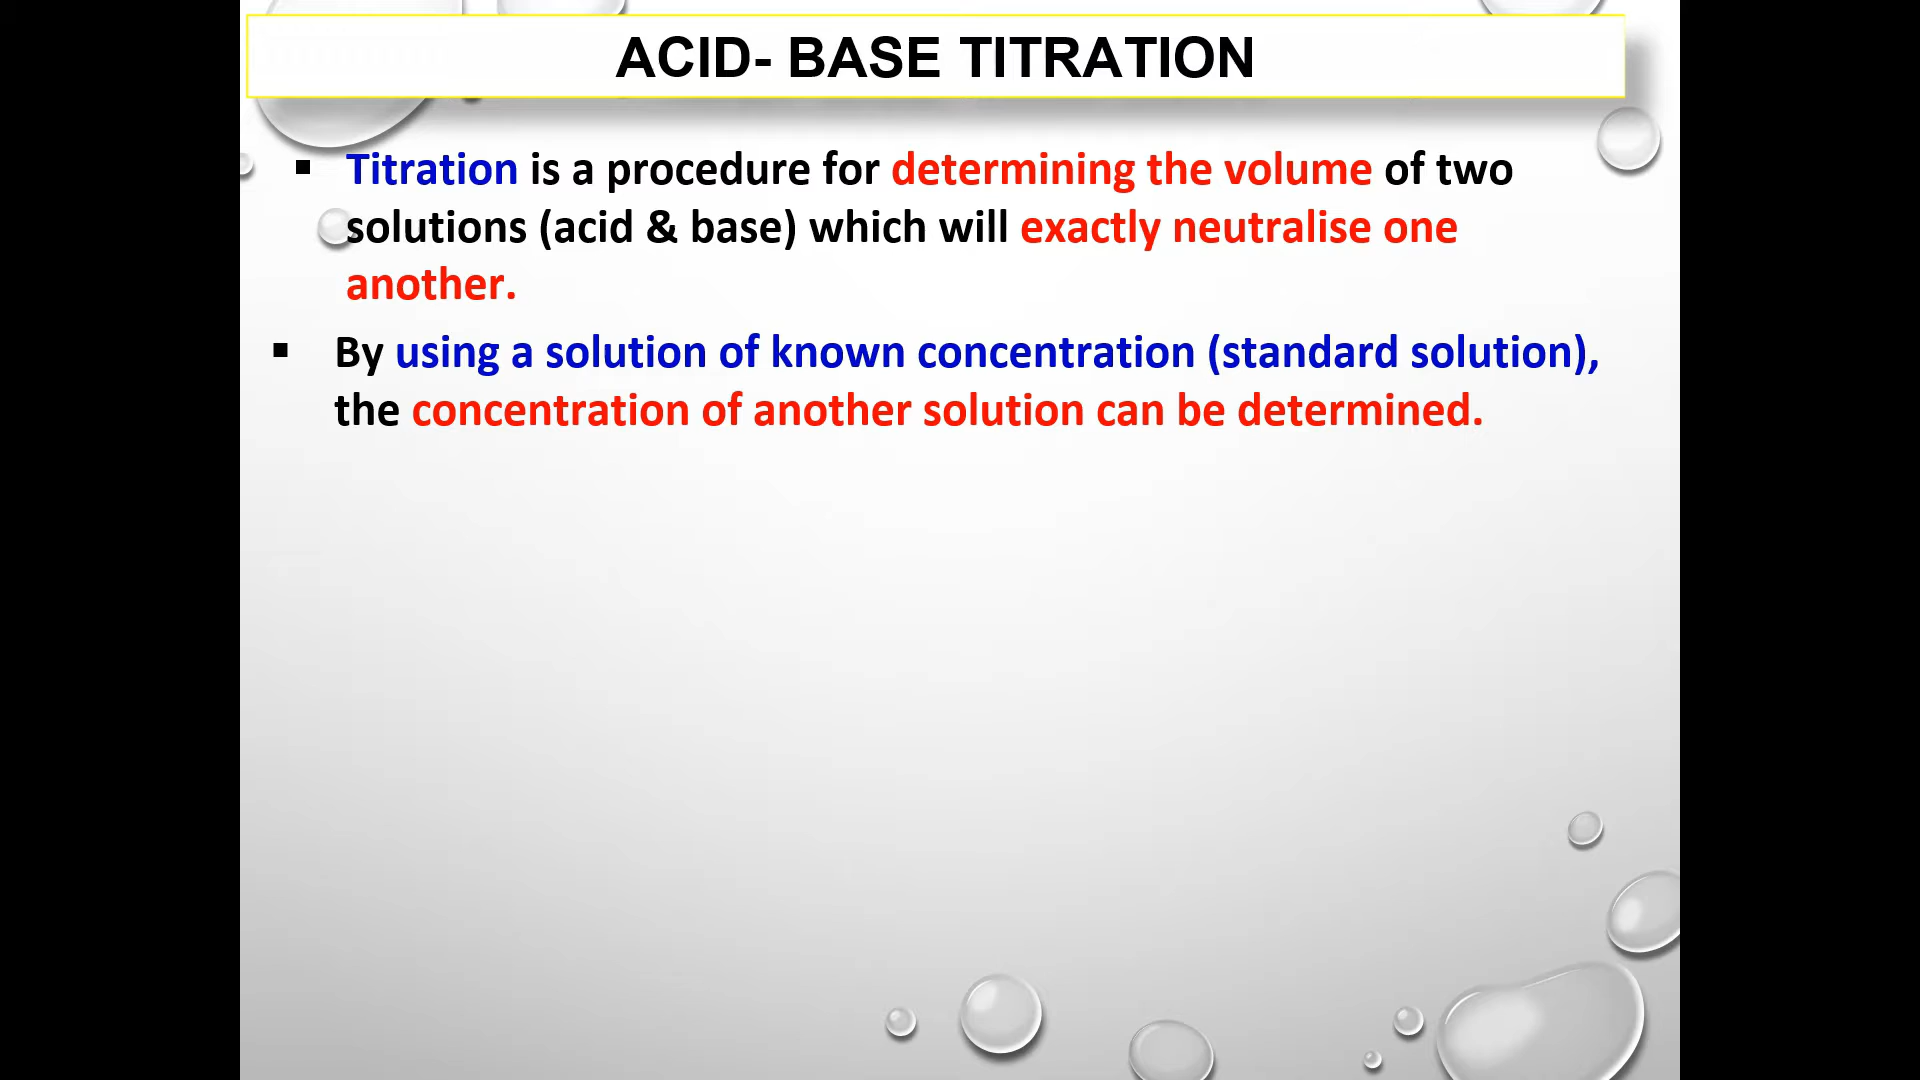 ACID- BASE TITRATION
▪ Titration is a procedure for determining the volume of two
solutions (acid & base) which will exactly neutralise one
another.
▪ By using a solution of known concentration (standard solution),
the concentration of another solution can be determined.